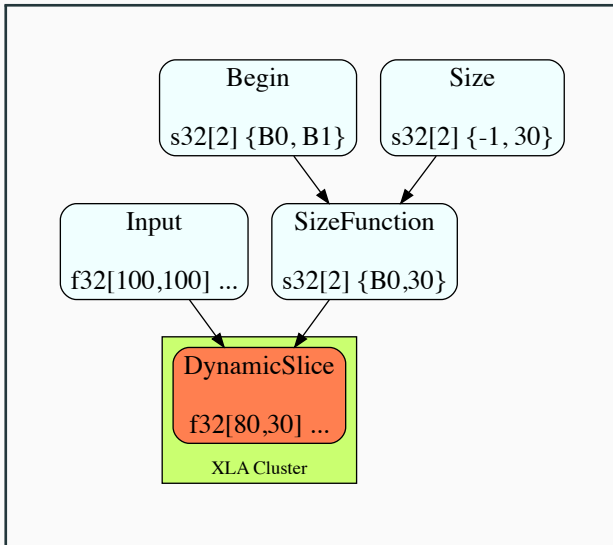 Begin
s32[2] {B0, B1}
Size
s32[2] {-1, 30}
Input
f32[100,100] ...
SizeFunction
s32[2] {B0,30}
DynamicSlice
f32[80,30] ...
XLA Cluster